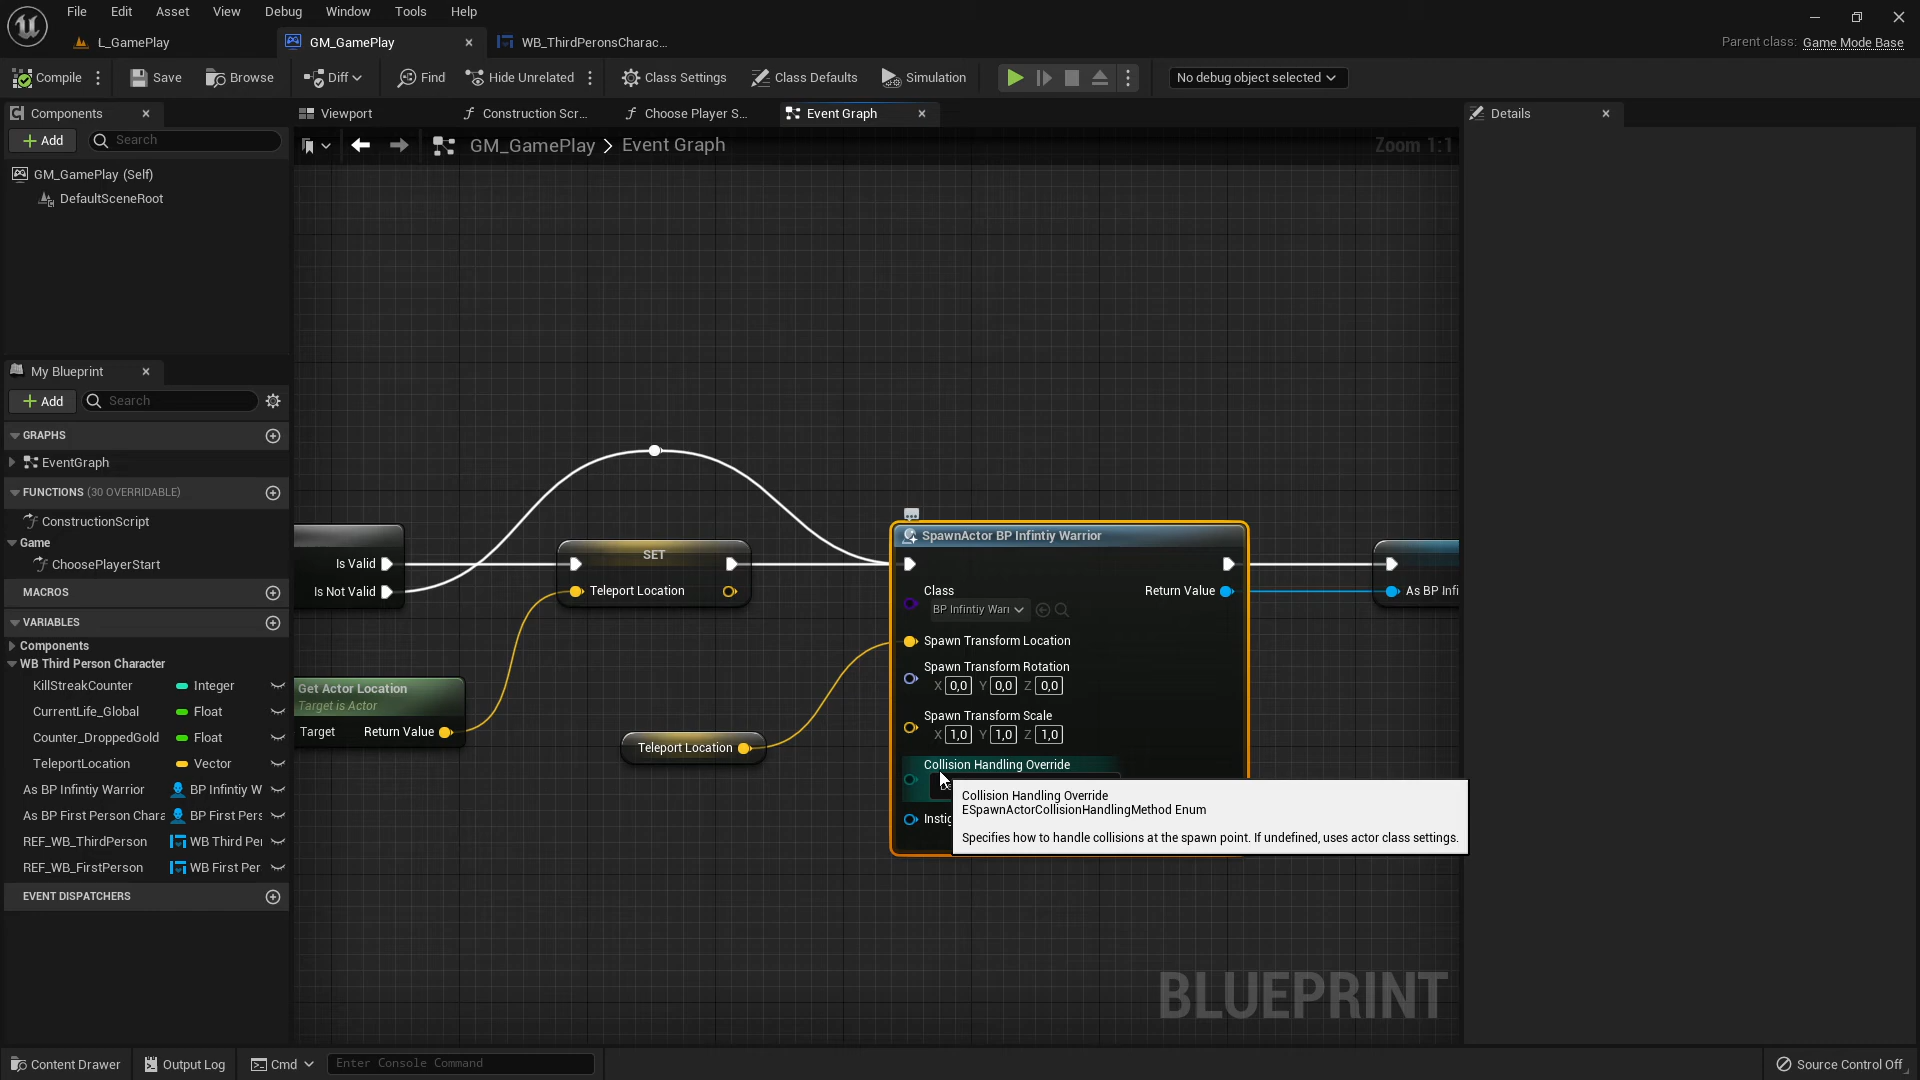 File Edit Asset View Debug Window Tools Help
L_GamePlay GM_GamePlay WB_ThirdPeronsCharac... Parent class: Game Mode Base
Compile Save Browse Diff Find Hide Unrelated Class Settings Class Defaults Simulation No debug object selected
Components Viewport Construction Scr... Choose Player S... Event Graph Details
Add Search GM_GamePlay > Event Graph Zoom 1:1
GM_GamePlay (Self)
DefaultSceneRoot
My Blueprint
Add Search
GRAPHS
EventGraph
FUNCTIONS (30 OVERRIDABLE)
ConstructionScript
Game
ChoosePlayerStart
MACROS
VARIABLES
Components
WB Third Person Character
KillStreakCounter Integer
CurrentLife_Global Float
Counter_DroppedGold Float
TeleportLocation Vector
As BP Infintiy Warrior BP Infintiy W
As BP First Person Chara BP First Pers
REF_WB_ThirdPerson WB Third Per
REF_WB_FirstPerson WB First Per
EVENT DISPATCHERS
Is Valid
Is Not Valid
SET
Teleport Location
Get Actor Location
Target is Actor
Target Return Value
Teleport Location
SpawnActor BP Infintiy Warrior
Class Return Value
BP Infintiy Warr
Spawn Transform Location
Spawn Transform Rotation
X 0,0 Y 0,0 Z 0,0
Spawn Transform Scale
X 1,0 Y 1,0 Z 1,0
Collision Handling Override
Instig
As BP Infi
Collision Handling Override
ESpawnActorCollisionHandlingMethod Enum
Specifies how to handle collisions at the spawn point. If undefined, uses actor class settings.
BLUEPRINT
Content Drawer Output Log Cmd Enter Console Command Source Control Off